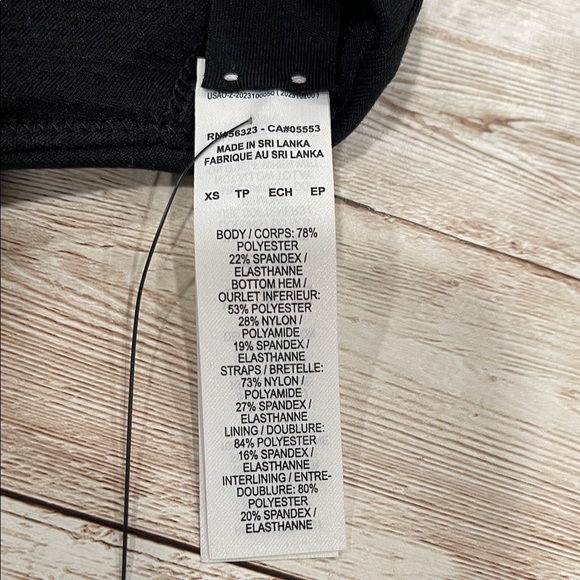 USAO-Z-2023100050 (202310200)
RN#56323 - CA#05553
MADE IN SRI LANKA
FABRIQUE AU SRI LANKA
XS TP ECH EP
BODY / CORPS: 78%
POLYESTER
22% SPANDEX /
ELASTHANNE
BOTTOM HEM /
OURLET INFERIEUR:
53% POLYESTER
28% NYLON /
POLYAMIDE
19% SPANDEX /
ELASTHANNE
STRAPS / BRETELLE:
73% NYLON /
POLYAMIDE
27% SPANDEX /
ELASTHANNE
LINING / DOUBLURE:
84% POLYESTER
16% SPANDEX /
ELASTHANNE
INTERLINING / ENTRE-
DOUBLURE: 80%
POLYESTER
20% SPANDEX /
ELASTHANNE